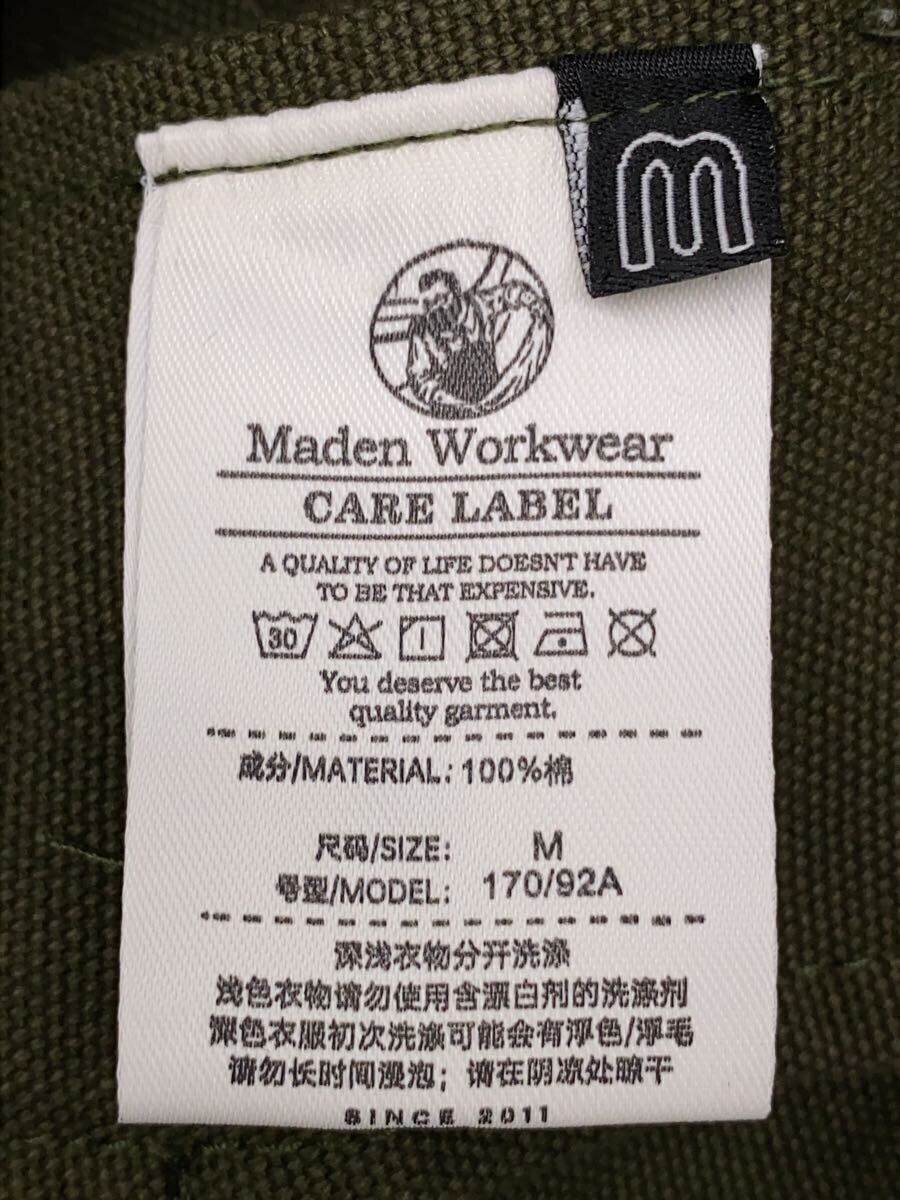 m
Maden Workwear
CARE LABEL
A QUALITY OF LIFE DOESN'T HAVE
TO BE THAT EXPENSIVE.
30
You deserve the best
quality garment.
成分/MATERIAL: 100%棉
尺码/SIZE: M
号型/MODEL: 170/92A
深浅衣物分开洗涤
浅色衣物请勿使用含漂白剂的洗涤剂
深色衣服初次洗涤可能会有浮色/浮毛
请勿长时间浸泡；请在阴凉处晾干
SINCE 2011